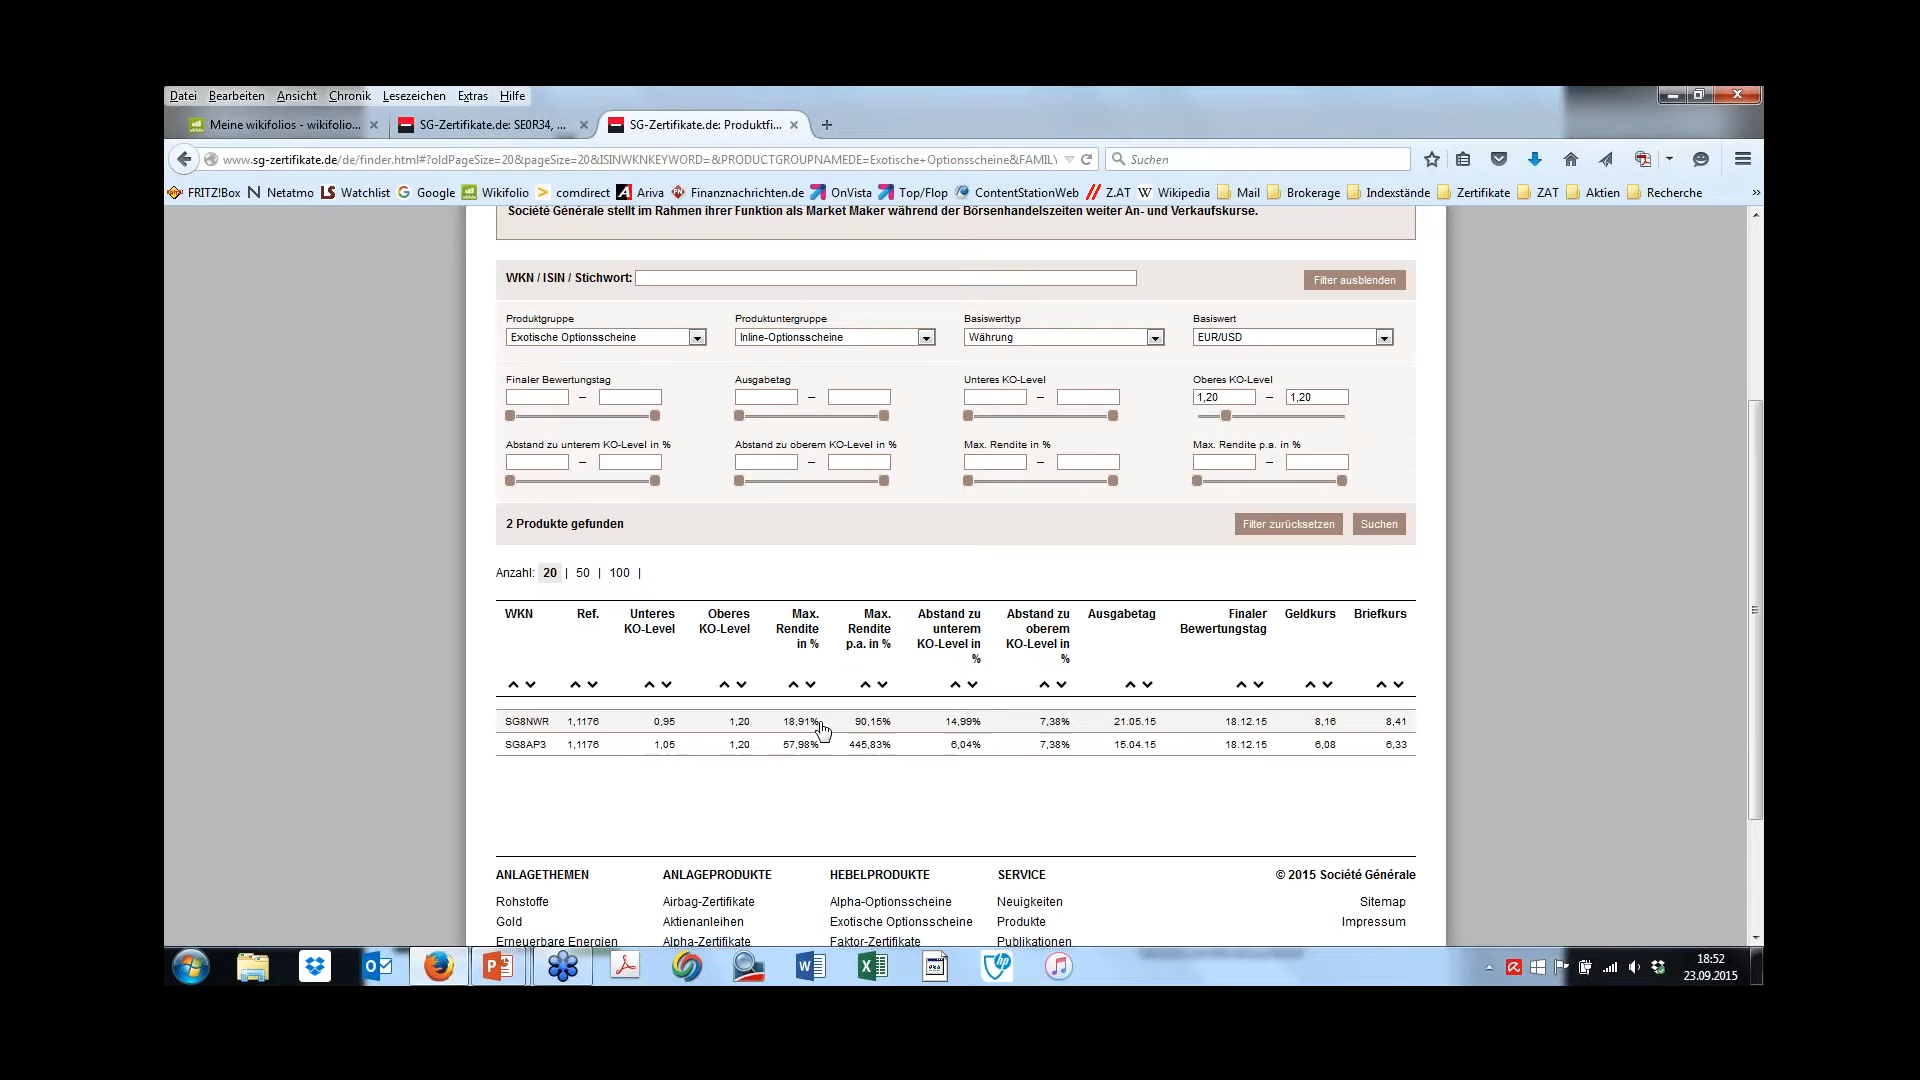 Datei Bearbeiten Ansicht Chronik Lesezeichen Extras Hilfe
Meine wikifolios - wikifolio... SG-Zertifikate.de: SE0R34, ... SG-Zertifikate.de: Produktfi...
www.sg-zertifikate.de/de/finder.html#?oldPageSize=20&pageSize=20&ISINWKNKEYWORD=&PRODUCTGROUPNAMEDE=Exotische+Optionsscheine&FAMILY Suchen
FRITZ!Box Netatmo Watchlist Google Wikifolio comdirect Ariva Finanznachrichten.de OnVista Top/Flop ContentStationWeb Z.AT Wikipedia Mail Brokerage Indexstände Zertifikate ZAT Aktien Recherche »
Société Générale stellt im Rahmen ihrer Funktion als Market Maker während der Börsenhandelszeiten weiter An- und Verkaufskurse.
WKN / ISIN / Stichwort: Filter ausblenden
Produktgruppe Produktuntergruppe Basiswerttyp Basiswert
Exotische Optionsscheine Inline-Optionsscheine Währung EUR/USD
Finaler Bewertungstag Ausgabetag Unteres KO-Level Oberes KO-Level
– – – 1,20 – 1,20
Abstand zu unterem KO-Level in % Abstand zu oberem KO-Level in % Max. Rendite in % Max. Rendite p.a. in %
– – – –
2 Produkte gefunden Filter zurücksetzen Suchen
Anzahl: 20 | 50 | 100 |
WKN Ref. Unteres Oberes Max. Max. Abstand zu Abstand zu Ausgabetag Finaler Geldkurs Briefkurs
KO-Level KO-Level Rendite Rendite unterem oberem Bewertungstag
in % p.a. in % KO-Level in KO-Level in
% %
SG8NWR 1,1176 0,95 1,20 18,91% 90,15% 14,99% 7,38% 21.05.15 18.12.15 8,16 8,41
SG8AP3 1,1176 1,05 1,20 57,98% 445,83% 6,04% 7,38% 15.04.15 18.12.15 6,08 6,33
ANLAGETHEMEN ANLAGEPRODUKTE HEBELPRODUKTE SERVICE © 2015 Société Générale
Rohstoffe Airbag-Zertifikate Alpha-Optionsscheine Neuigkeiten Sitemap
Gold Aktienanleihen Exotische Optionsscheine Produkte Impressum
Erneuerbare Energien Alpha-Zertifikate Faktor-Zertifikate Publikationen
18:52
23.09.2015